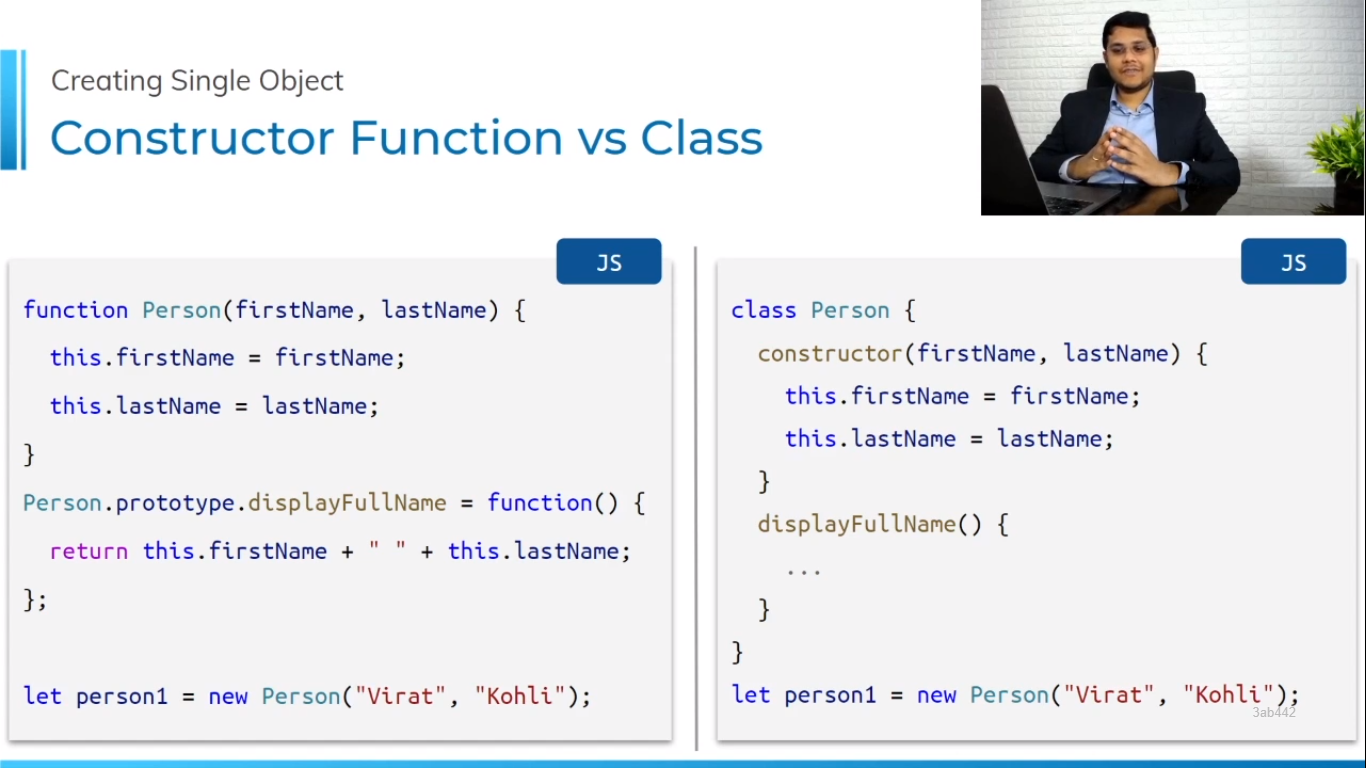 Creating Single Object
Constructor Function vs Class
JS
function Person(firstName, lastName) {
  this.firstName = firstName;
  this.lastName = lastName;
}
Person.prototype.displayFullName = function() {
  return this.firstName + " " + this.lastName;
};
let person1 = new Person("Virat", "Kohli");
JS
class Person {
  constructor(firstName, lastName) {
    this.firstName = firstName;
    this.lastName = lastName;
  }
  displayFullName() {
    ...
  }
}
let person1 = new Person("Virat", "Kohli");
3ab442